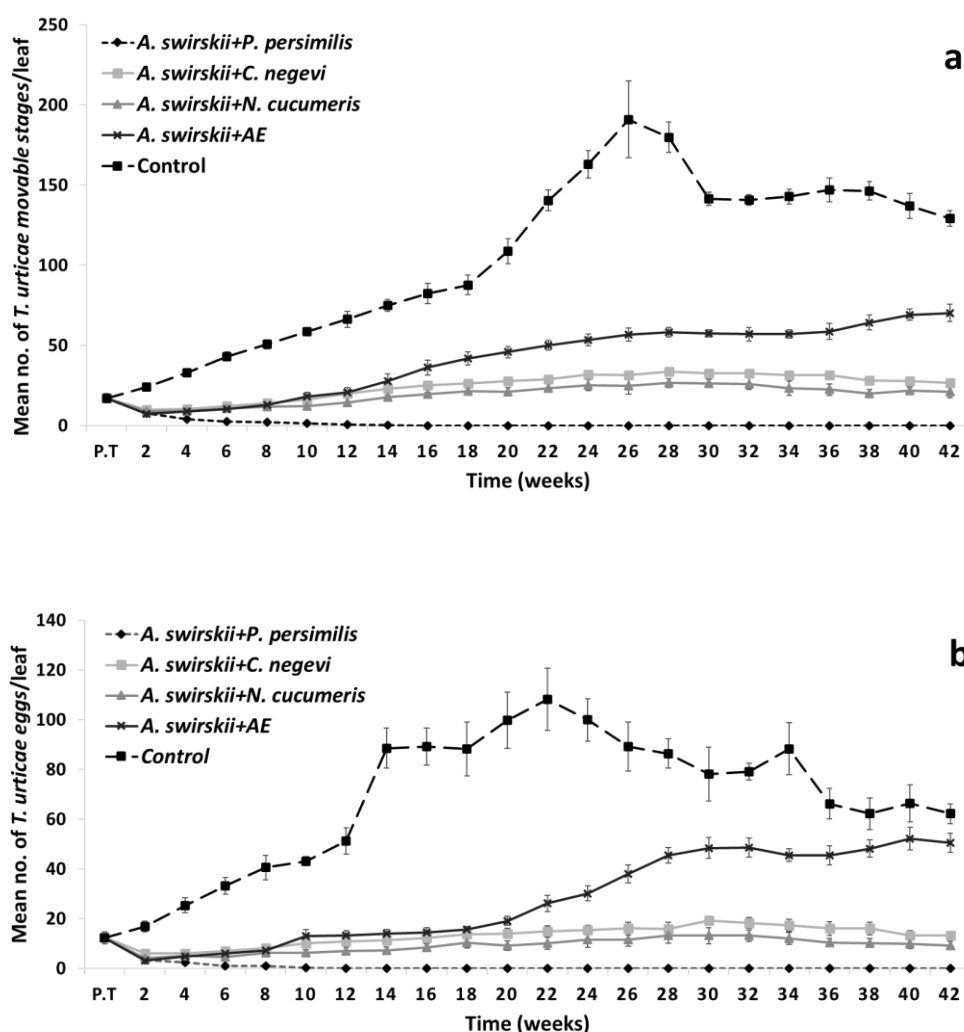 250
200
150
100
50
0
Mean no. of T. urticae movable stages/leaf
A. swirskii+P. persimilis
A. swirskii+C. negevi
A. swirskii+N. cucumeris
A. swirskii+AE
Control
a
P.T 2 4 6 8 10 12 14 16 18 20 22 24 26 28 30 32 34 36 38 40 42
Time (weeks)
140
120
100
80
60
40
20
0
Mean no. of T. urticae eggs/leaf
A. swirskii+P. persimilis
A. swirskii+C. negevi
A. swirskii+N. cucumeris
A. swirskii+AE
Control
b
P.T 2 4 6 8 10 12 14 16 18 20 22 24 26 28 30 32 34 36 38 40 42
Time (weeks)